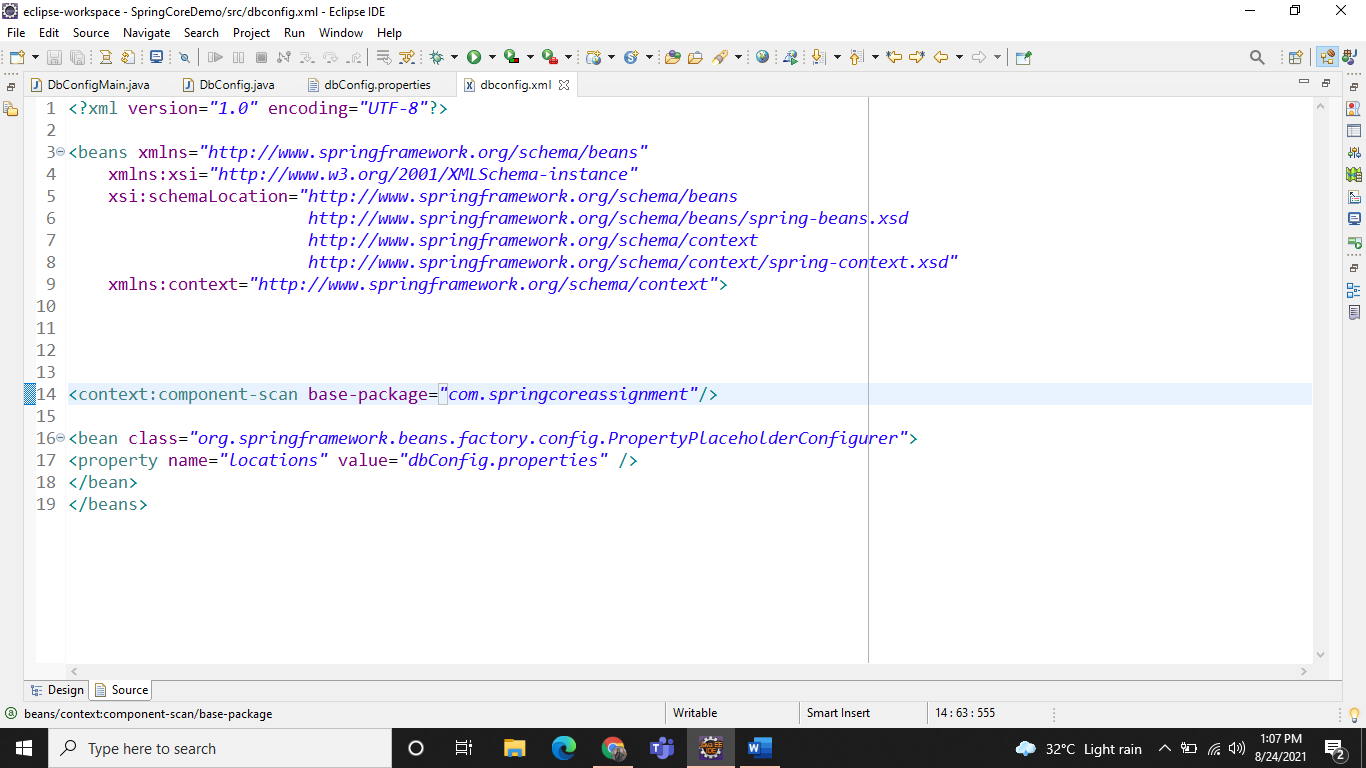 eclipse-workspace - SpringCoreDemo/src/dbconfig.xml - Eclipse IDE
File Edit Source Navigate Search Project Run Window Help
DbConfigMain.java DbConfig.java dbConfig.properties dbconfig.xml
1 <?xml version="1.0" encoding="UTF-8"?>
2
3 <beans xmlns="http://www.springframework.org/schema/beans"
4 xmlns:xsi="http://www.w3.org/2001/XMLSchema-instance"
5 xsi:schemaLocation="http://www.springframework.org/schema/beans
6 http://www.springframework.org/schema/beans/spring-beans.xsd
7 http://www.springframework.org/schema/context
8 http://www.springframework.org/schema/context/spring-context.xsd"
9 xmlns:context="http://www.springframework.org/schema/context">
10
11
12
13
14 <context:component-scan base-package="com.springcoreassignment"/>
15
16 <bean class="org.springframework.beans.factory.config.PropertyPlaceholderConfigurer">
17 <property name="locations" value="dbConfig.properties" />
18 </bean>
19 </beans>
Design Source
beans/context:component-scan/base-package Writable Smart Insert 14 : 63 : 555
Type here to search 32°C Light rain 1:07 PM
8/24/2021 2